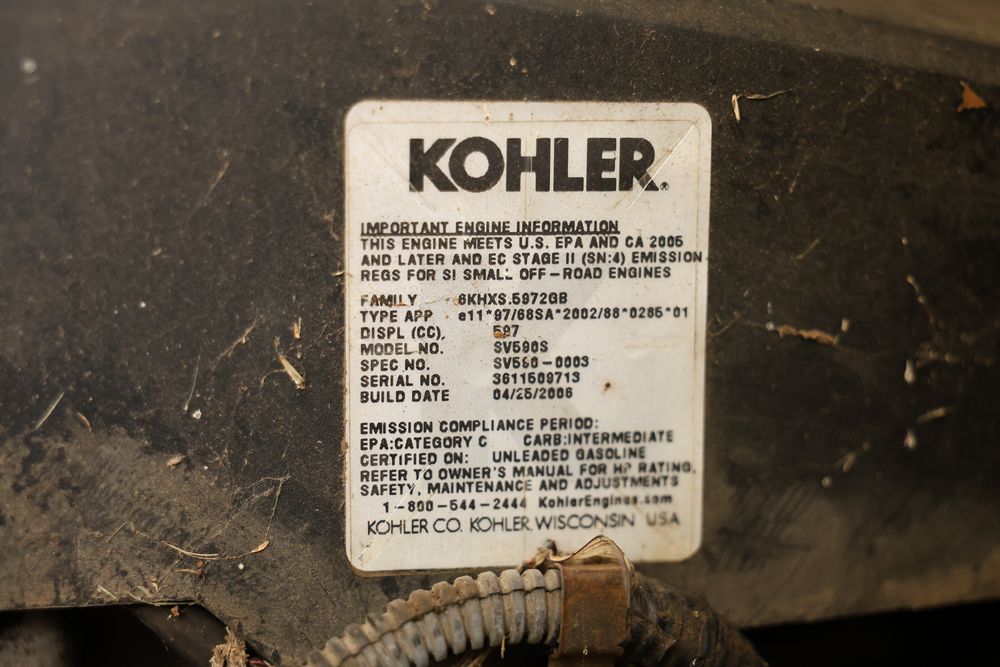 KOHLER®
IMPORTANT ENGINE INFORMATION
THIS ENGINE MEETS U.S. EPA AND CA 2005
AND LATER AND EC STAGE II (SN:4) EMISSION
REGS FOR SI SMALL OFF-ROAD ENGINES
FAMILY 6KHXS.5972GB
TYPE APP e11*97/68SA*2002/88*0285*01
DISPL (CC). 597
MODEL NO. SV590S
SPEC NO. SV590-0003
SERIAL NO. 3611509713
BUILD DATE 04/25/2006
EMISSION COMPLIANCE PERIOD:
EPA:CATEGORY C CARB:INTERMEDIATE
CERTIFIED ON: UNLEADED GASOLINE
REFER TO OWNER'S MANUAL FOR HP RATING,
SAFETY, MAINTENANCE AND ADJUSTMENTS
1-800-544-2444 KohlerEngines.com
KOHLER CO. KOHLER, WISCONSIN USA